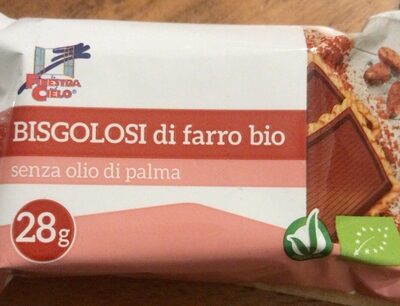 la
FINESTRA
sul
CIELO®
BISGOLOSI di farro bio
senza olio di palma
28g